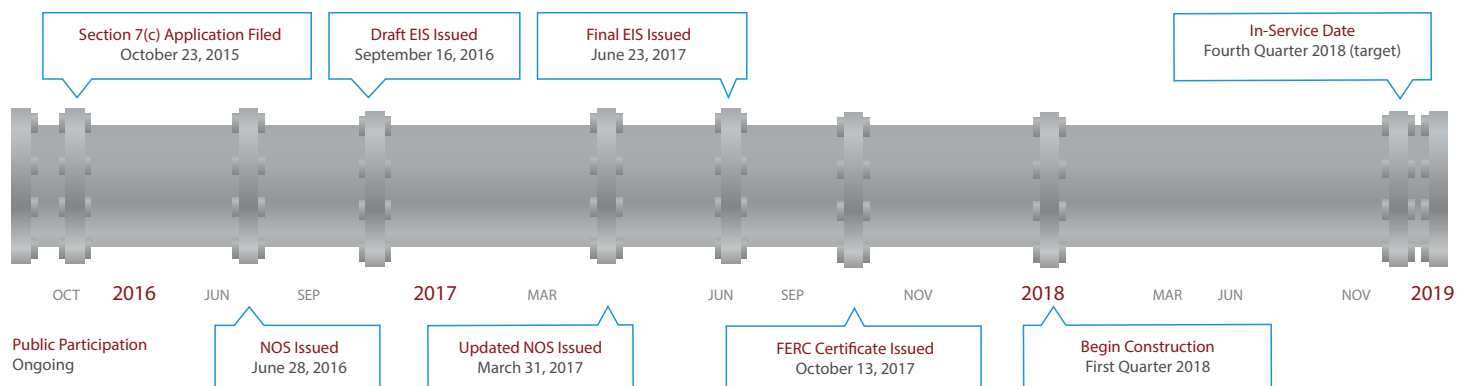 Section 7(c) Application Filed
October 23, 2015
Draft EIS Issued
September 16, 2016
Final EIS Issued
June 23, 2017
In-Service Date
Fourth Quarter 2018 (target)
OCT 2016 JUN SEP 2017 MAR JUN SEP NOV 2018 MAR JUN NOV 2019
Public Participation
Ongoing
NOS Issued
June 28, 2016
Updated NOS Issued
March 31, 2017
FERC Certificate Issued
October 13, 2017
Begin Construction
First Quarter 2018